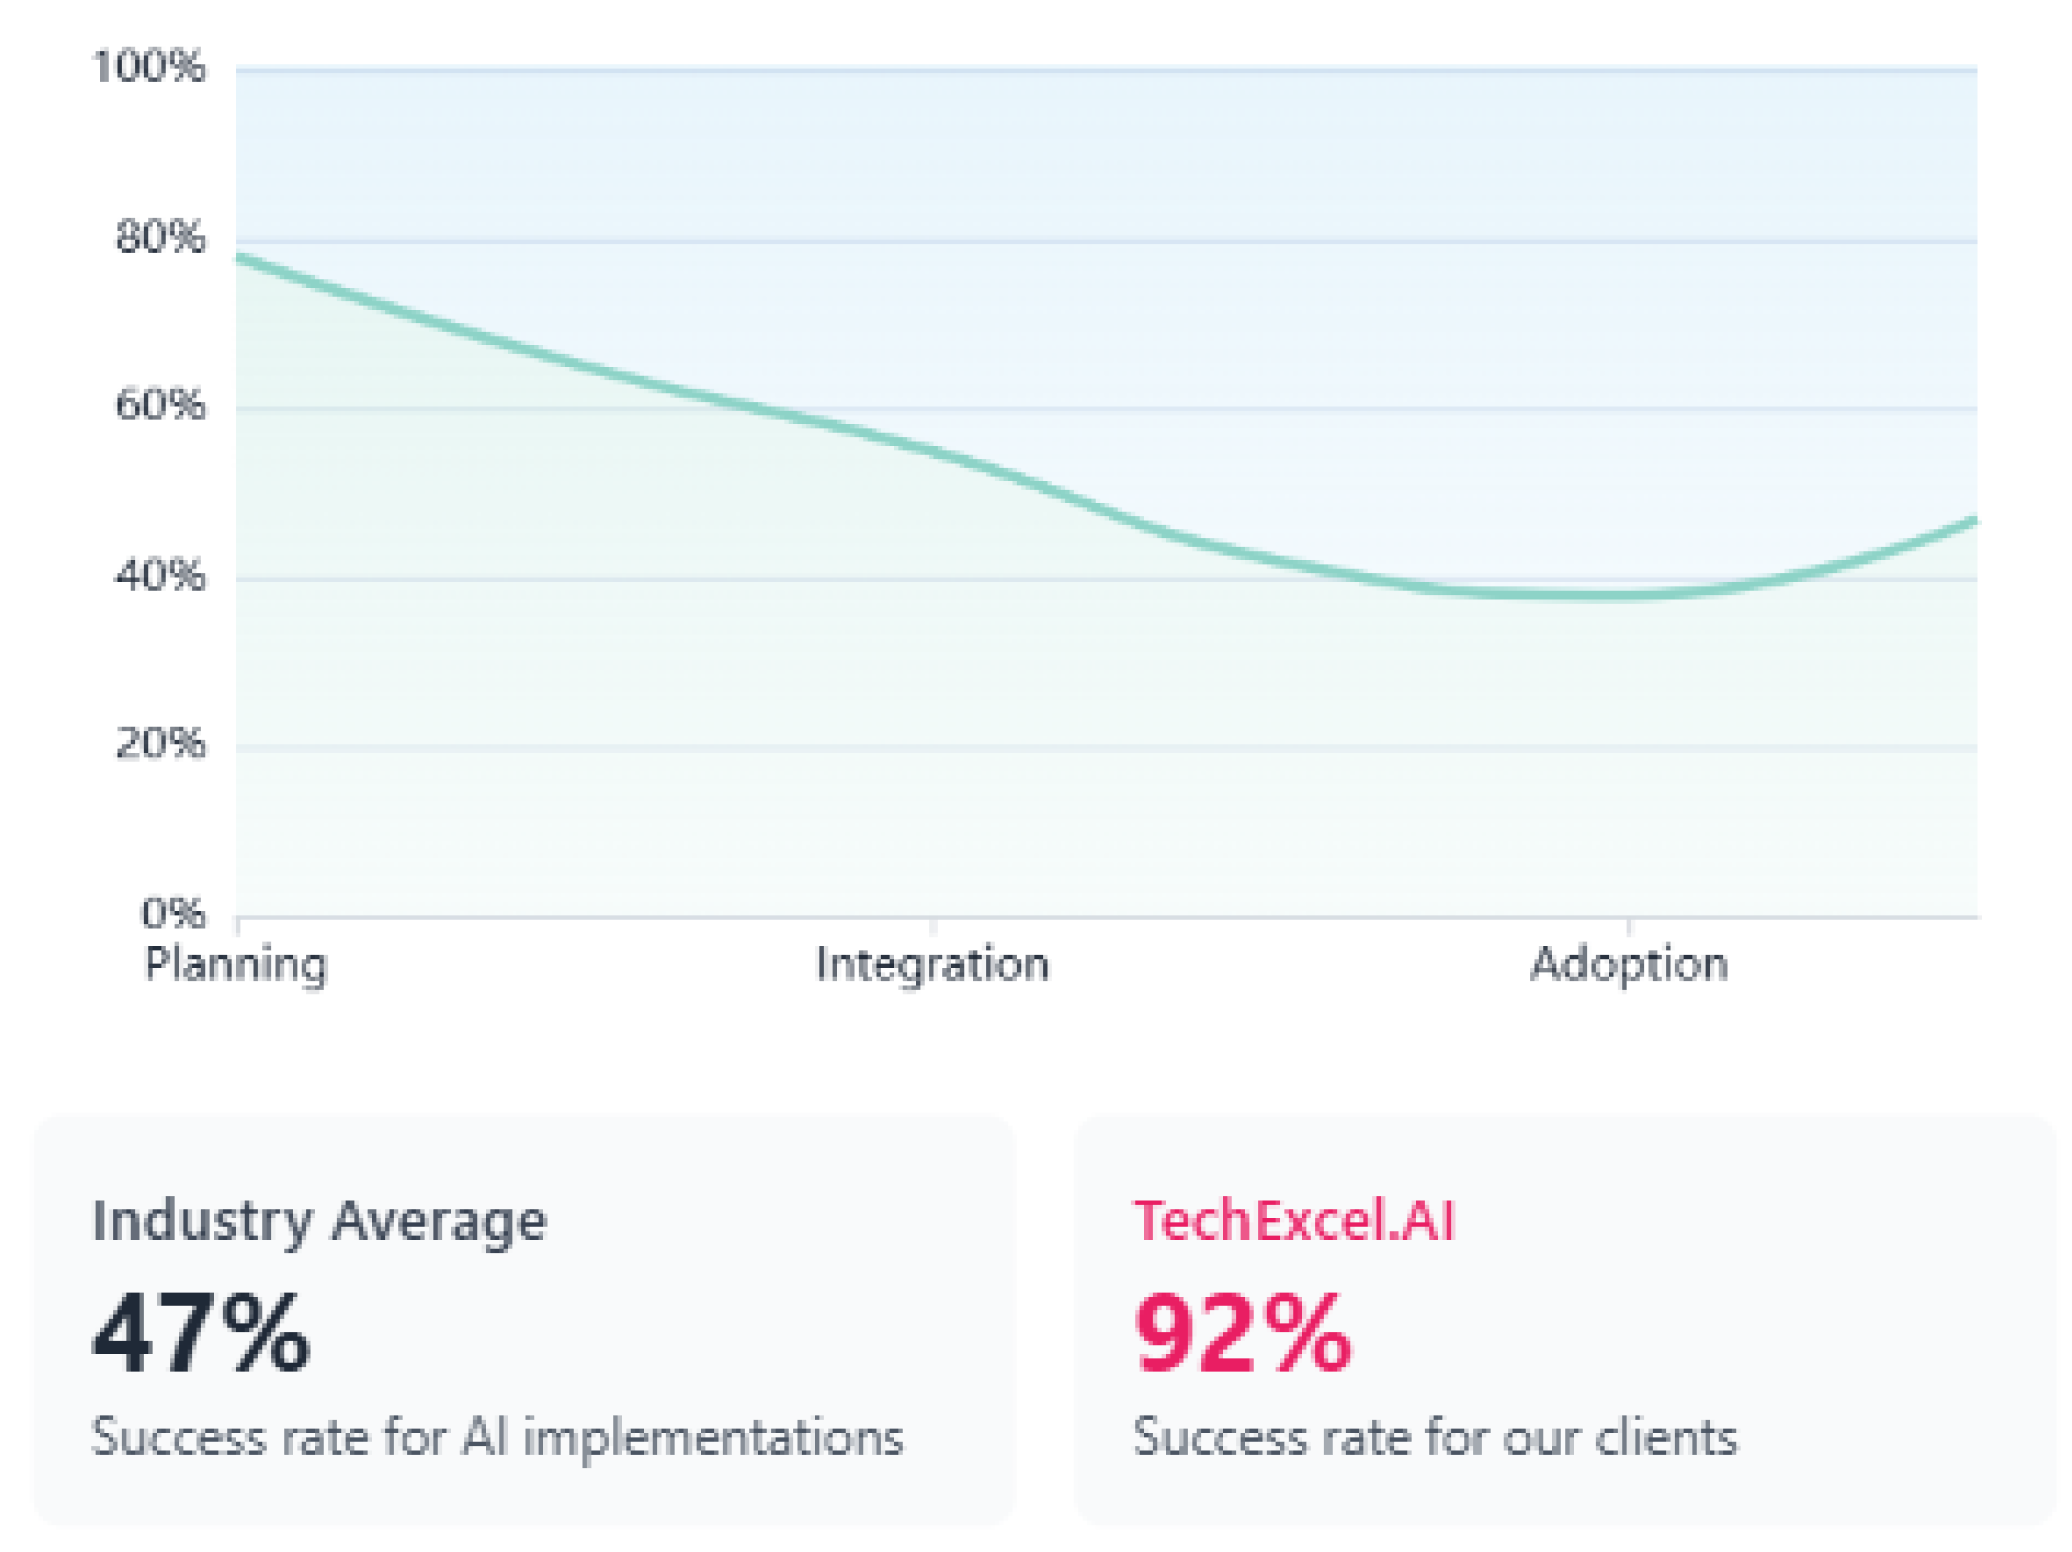 100%
80%
60%
40%
20%
0%
Planning Integration Adoption
Industry Average
47%
Success rate for AI implementations
TechExcel.AI
92%
Success rate for our clients